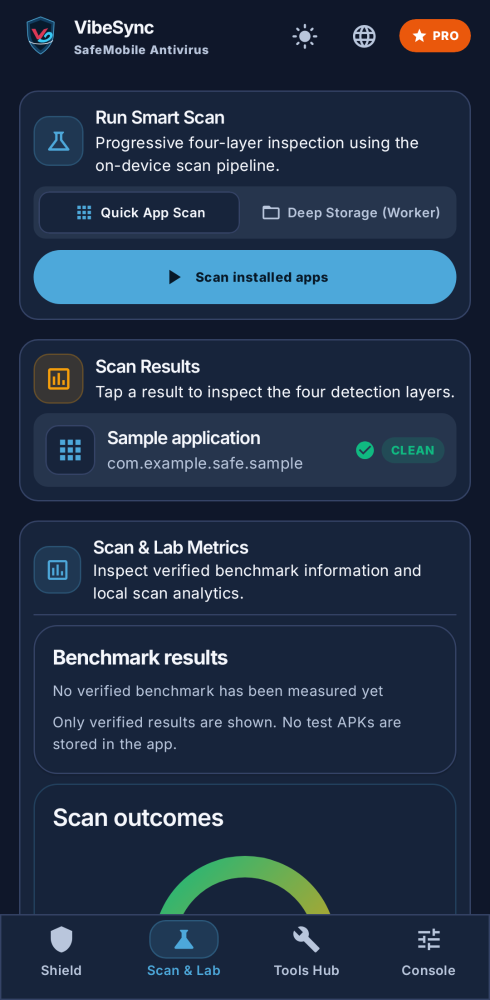 VibeSync
SafeMobile Antivirus
PRO
Run Smart Scan
Progressive four-layer inspection using the
on-device scan pipeline.
Quick App Scan
Deep Storage (Worker)
Scan installed apps
Scan Results
Tap a result to inspect the four detection layers.
Sample application
com.example.safe.sample
CLEAN
Scan & Lab Metrics
Inspect verified benchmark information and
local scan analytics.
Benchmark results
No verified benchmark has been measured yet
Only verified results are shown. No test APKs are
stored in the app.
Scan outcomes
Shield
Scan & Lab
Tools Hub
Console